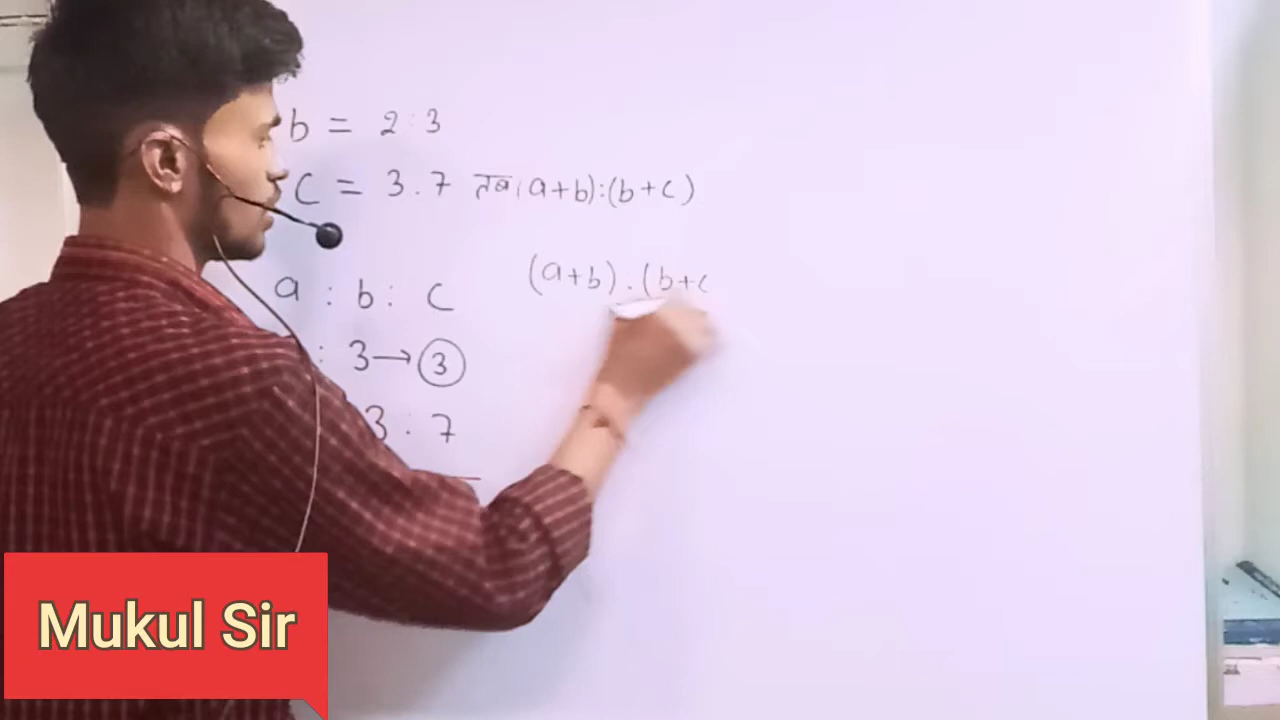 b = 2:3
c = 3.7 तब (a+b):(b+c)
a : b : c
(a+b) : (b+c
: 3→③
3 : 7
Mukul Sir